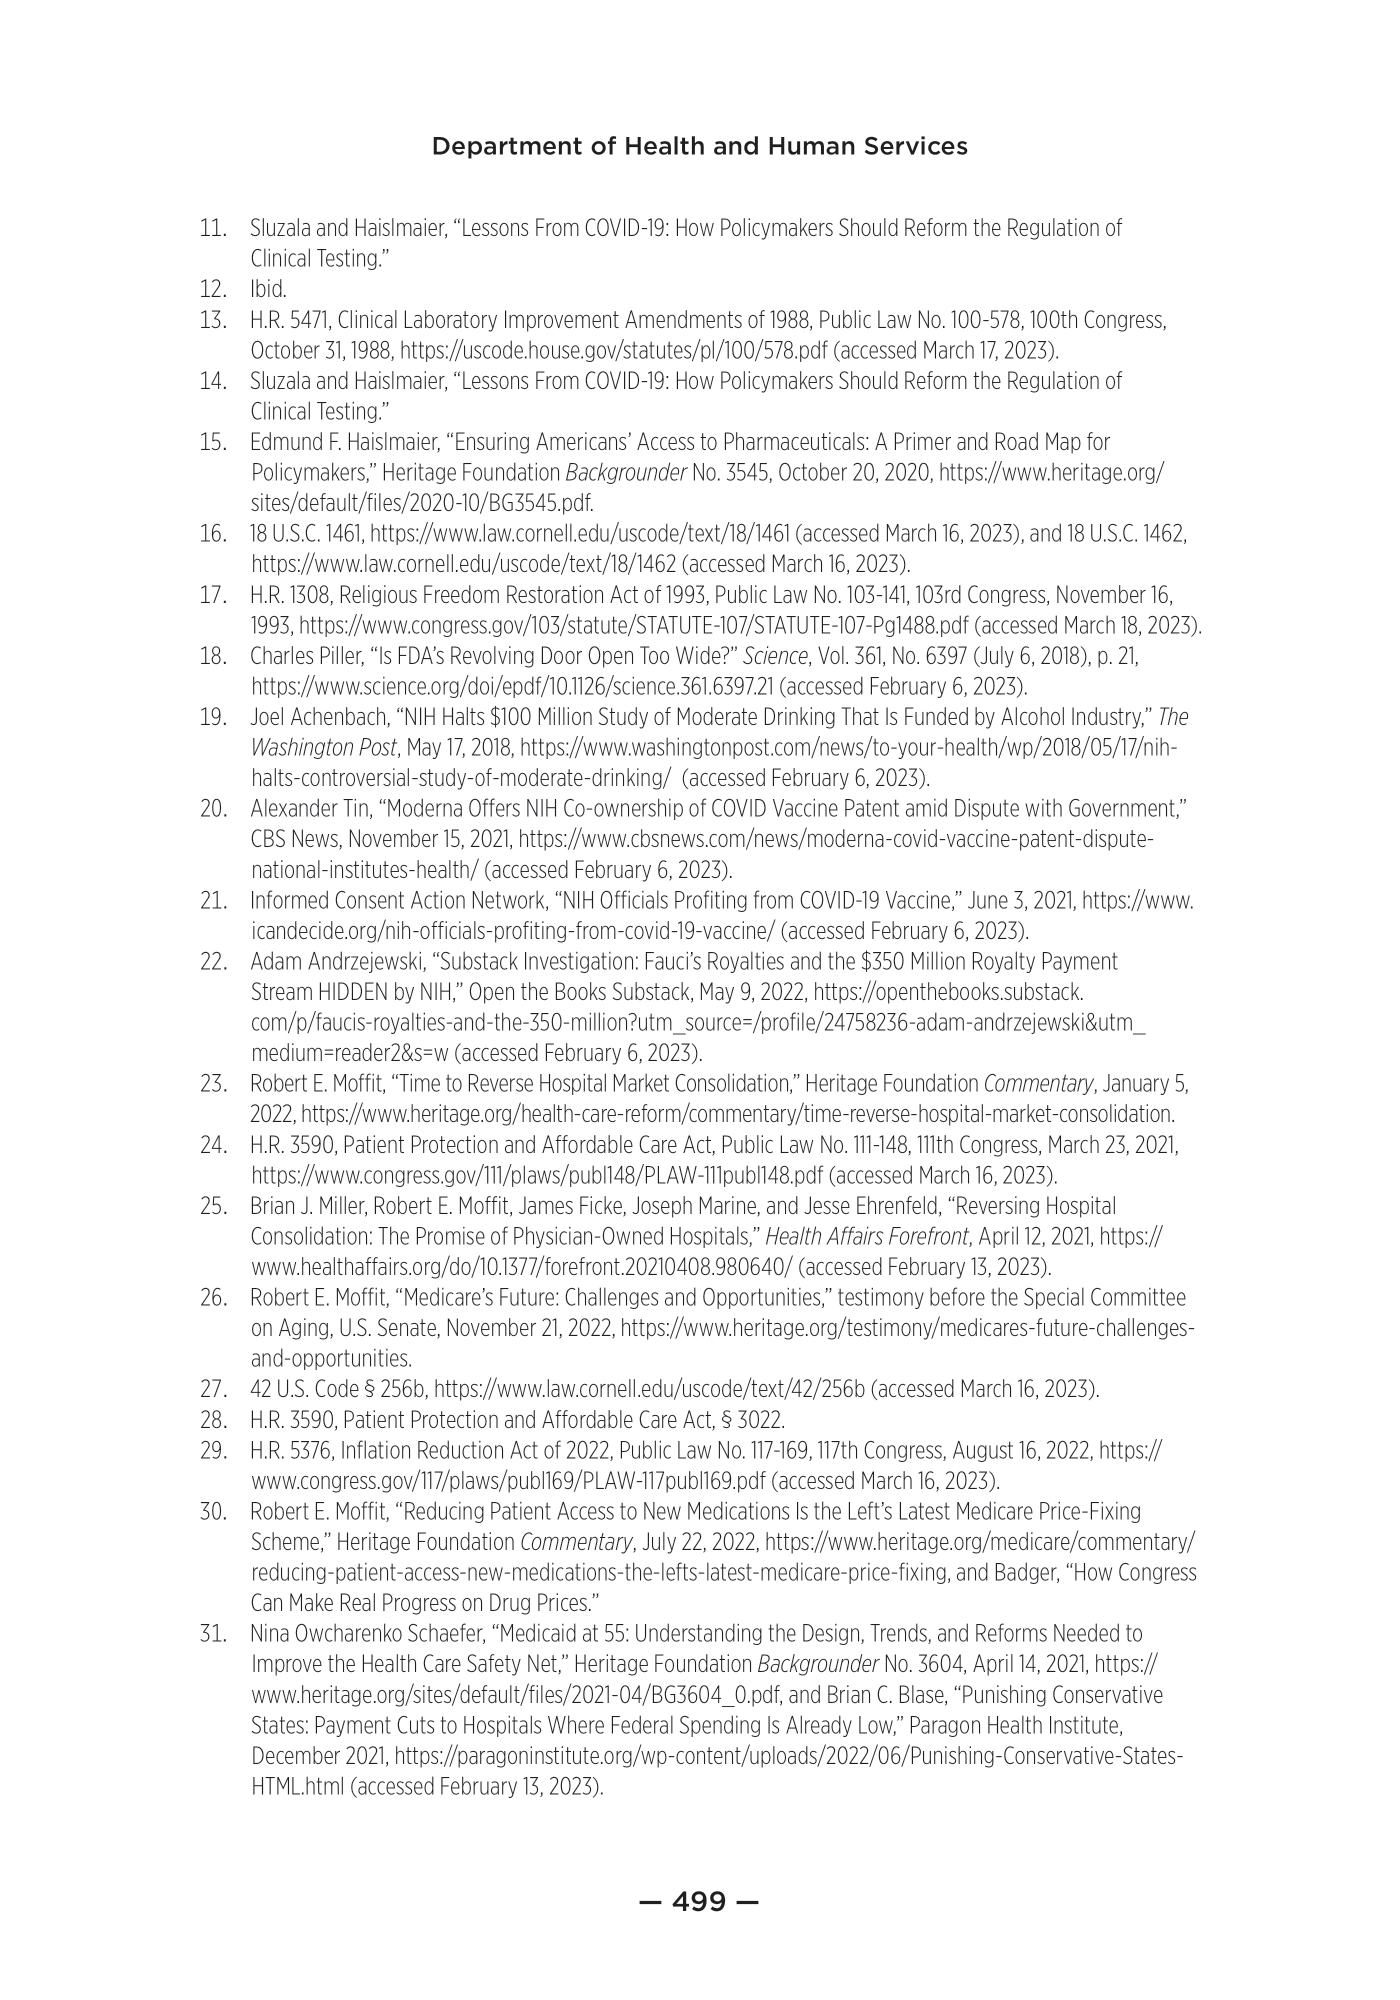 Department of Health and Human Services
11. Sluzala and Haislmaier, “Lessons From COVID-19: How Policymakers Should Reform the Regulation of
Clinical Testing.”
12. Ibid.
13. H.R. 5471, Clinical Laboratory Improvement Amendments of 1988, Public Law No. 100-578, 100th Congress,
October 31, 1988, https://uscode.house.gov/statutes/pl/100/578.pdf (accessed March 17, 2023).
14. Sluzala and Haislmaier, “Lessons From COVID-19: How Policymakers Should Reform the Regulation of
Clinical Testing.”
15. Edmund F. Haislmaier, “Ensuring Americans’ Access to Pharmaceuticals: A Primer and Road Map for
Policymakers,” Heritage Foundation Backgrounder No. 3545, October 20, 2020, https://www.heritage.org/
sites/default/files/2020-10/BG3545.pdf.
16. 18 U.S.C. 1461, https://www.law.cornell.edu/uscode/text/18/1461 (accessed March 16, 2023), and 18 U.S.C. 1462,
https://www.law.cornell.edu/uscode/text/18/1462 (accessed March 16, 2023).
17. H.R. 1308, Religious Freedom Restoration Act of 1993, Public Law No. 103-141, 103rd Congress, November 16,
1993, https://www.congress.gov/103/statute/STATUTE-107/STATUTE-107-Pg1488.pdf (accessed March 18, 2023).
18. Charles Piller, “Is FDA’s Revolving Door Open Too Wide?” Science, Vol. 361, No. 6397 (July 6, 2018), p. 21,
https://www.science.org/doi/epdf/10.1126/science.361.6397.21 (accessed February 6, 2023).
19. Joel Achenbach, “NIH Halts $100 Million Study of Moderate Drinking That Is Funded by Alcohol Industry,” The
Washington Post, May 17, 2018, https://www.washingtonpost.com/news/to-your-health/wp/2018/05/17/nih-
halts-controversial-study-of-moderate-drinking/ (accessed February 6, 2023).
20. Alexander Tin, “Moderna Offers NIH Co-ownership of COVID Vaccine Patent amid Dispute with Government,”
CBS News, November 15, 2021, https://www.cbsnews.com/news/moderna-covid-vaccine-patent-dispute-
national-institutes-health/ (accessed February 6, 2023).
21. Informed Consent Action Network, “NIH Officials Profiting from COVID-19 Vaccine,” June 3, 2021, https://www.
icandecide.org/nih-officials-profiting-from-covid-19-vaccine/ (accessed February 6, 2023).
22. Adam Andrzejewski, “Substack Investigation: Fauci’s Royalties and the $350 Million Royalty Payment
Stream HIDDEN by NIH,” Open the Books Substack, May 9, 2022, https://openthebooks.substack.
com/p/faucis-royalties-and-the-350-million?utm_source=/profile/24758236-adam-andrzejewski&utm_
medium=reader2&s=w (accessed February 6, 2023).
23. Robert E. Moffit, “Time to Reverse Hospital Market Consolidation,” Heritage Foundation Commentary, January 5,
2022, https://www.heritage.org/health-care-reform/commentary/time-reverse-hospital-market-consolidation.
24. H.R. 3590, Patient Protection and Affordable Care Act, Public Law No. 111-148, 111th Congress, March 23, 2021,
https://www.congress.gov/111/plaws/publ148/PLAW-111publ148.pdf (accessed March 16, 2023).
25. Brian J. Miller, Robert E. Moffit, James Ficke, Joseph Marine, and Jesse Ehrenfeld, “Reversing Hospital
Consolidation: The Promise of Physician-Owned Hospitals,” Health Affairs Forefront, April 12, 2021, https://
www.healthaffairs.org/do/10.1377/forefront.20210408.980640/ (accessed February 13, 2023).
26. Robert E. Moffit, “Medicare’s Future: Challenges and Opportunities,” testimony before the Special Committee
on Aging, U.S. Senate, November 21, 2022, https://www.heritage.org/testimony/medicares-future-challenges-
and-opportunities.
27. 42 U.S. Code § 256b, https://www.law.cornell.edu/uscode/text/42/256b (accessed March 16, 2023).
28. H.R. 3590, Patient Protection and Affordable Care Act, § 3022.
29. H.R. 5376, Inflation Reduction Act of 2022, Public Law No. 117-169, 117th Congress, August 16, 2022, https://
www.congress.gov/117/plaws/publ169/PLAW-117publ169.pdf (accessed March 16, 2023).
30. Robert E. Moffit, “Reducing Patient Access to New Medications Is the Left’s Latest Medicare Price-Fixing
Scheme,” Heritage Foundation Commentary, July 22, 2022, https://www.heritage.org/medicare/commentary/
reducing-patient-access-new-medications-the-lefts-latest-medicare-price-fixing, and Badger, “How Congress
Can Make Real Progress on Drug Prices.”
31. Nina Owcharenko Schaefer, “Medicaid at 55: Understanding the Design, Trends, and Reforms Needed to
Improve the Health Care Safety Net,” Heritage Foundation Backgrounder No. 3604, April 14, 2021, https://
www.heritage.org/sites/default/files/2021-04/BG3604_0.pdf, and Brian C. Blase, “Punishing Conservative
States: Payment Cuts to Hospitals Where Federal Spending Is Already Low,” Paragon Health Institute,
December 2021, https://paragoninstitute.org/wp-content/uploads/2022/06/Punishing-Conservative-States-
HTML.html (accessed February 13, 2023).
— 499 —